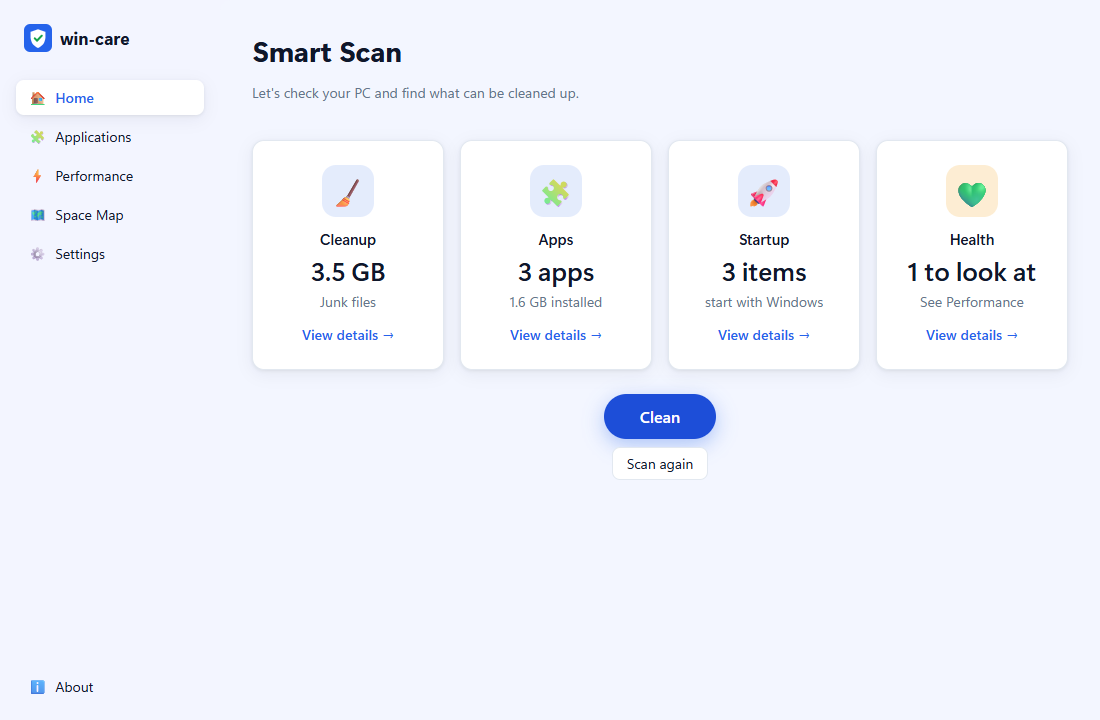 win-care
Home
Applications
Performance
Space Map
Settings
About
Smart Scan
Let's check your PC and find what can be cleaned up.
Cleanup
3.5 GB
Junk files
View details →
Apps
3 apps
1.6 GB installed
View details →
Startup
3 items
start with Windows
View details →
Health
1 to look at
See Performance
View details →
Clean
Scan again